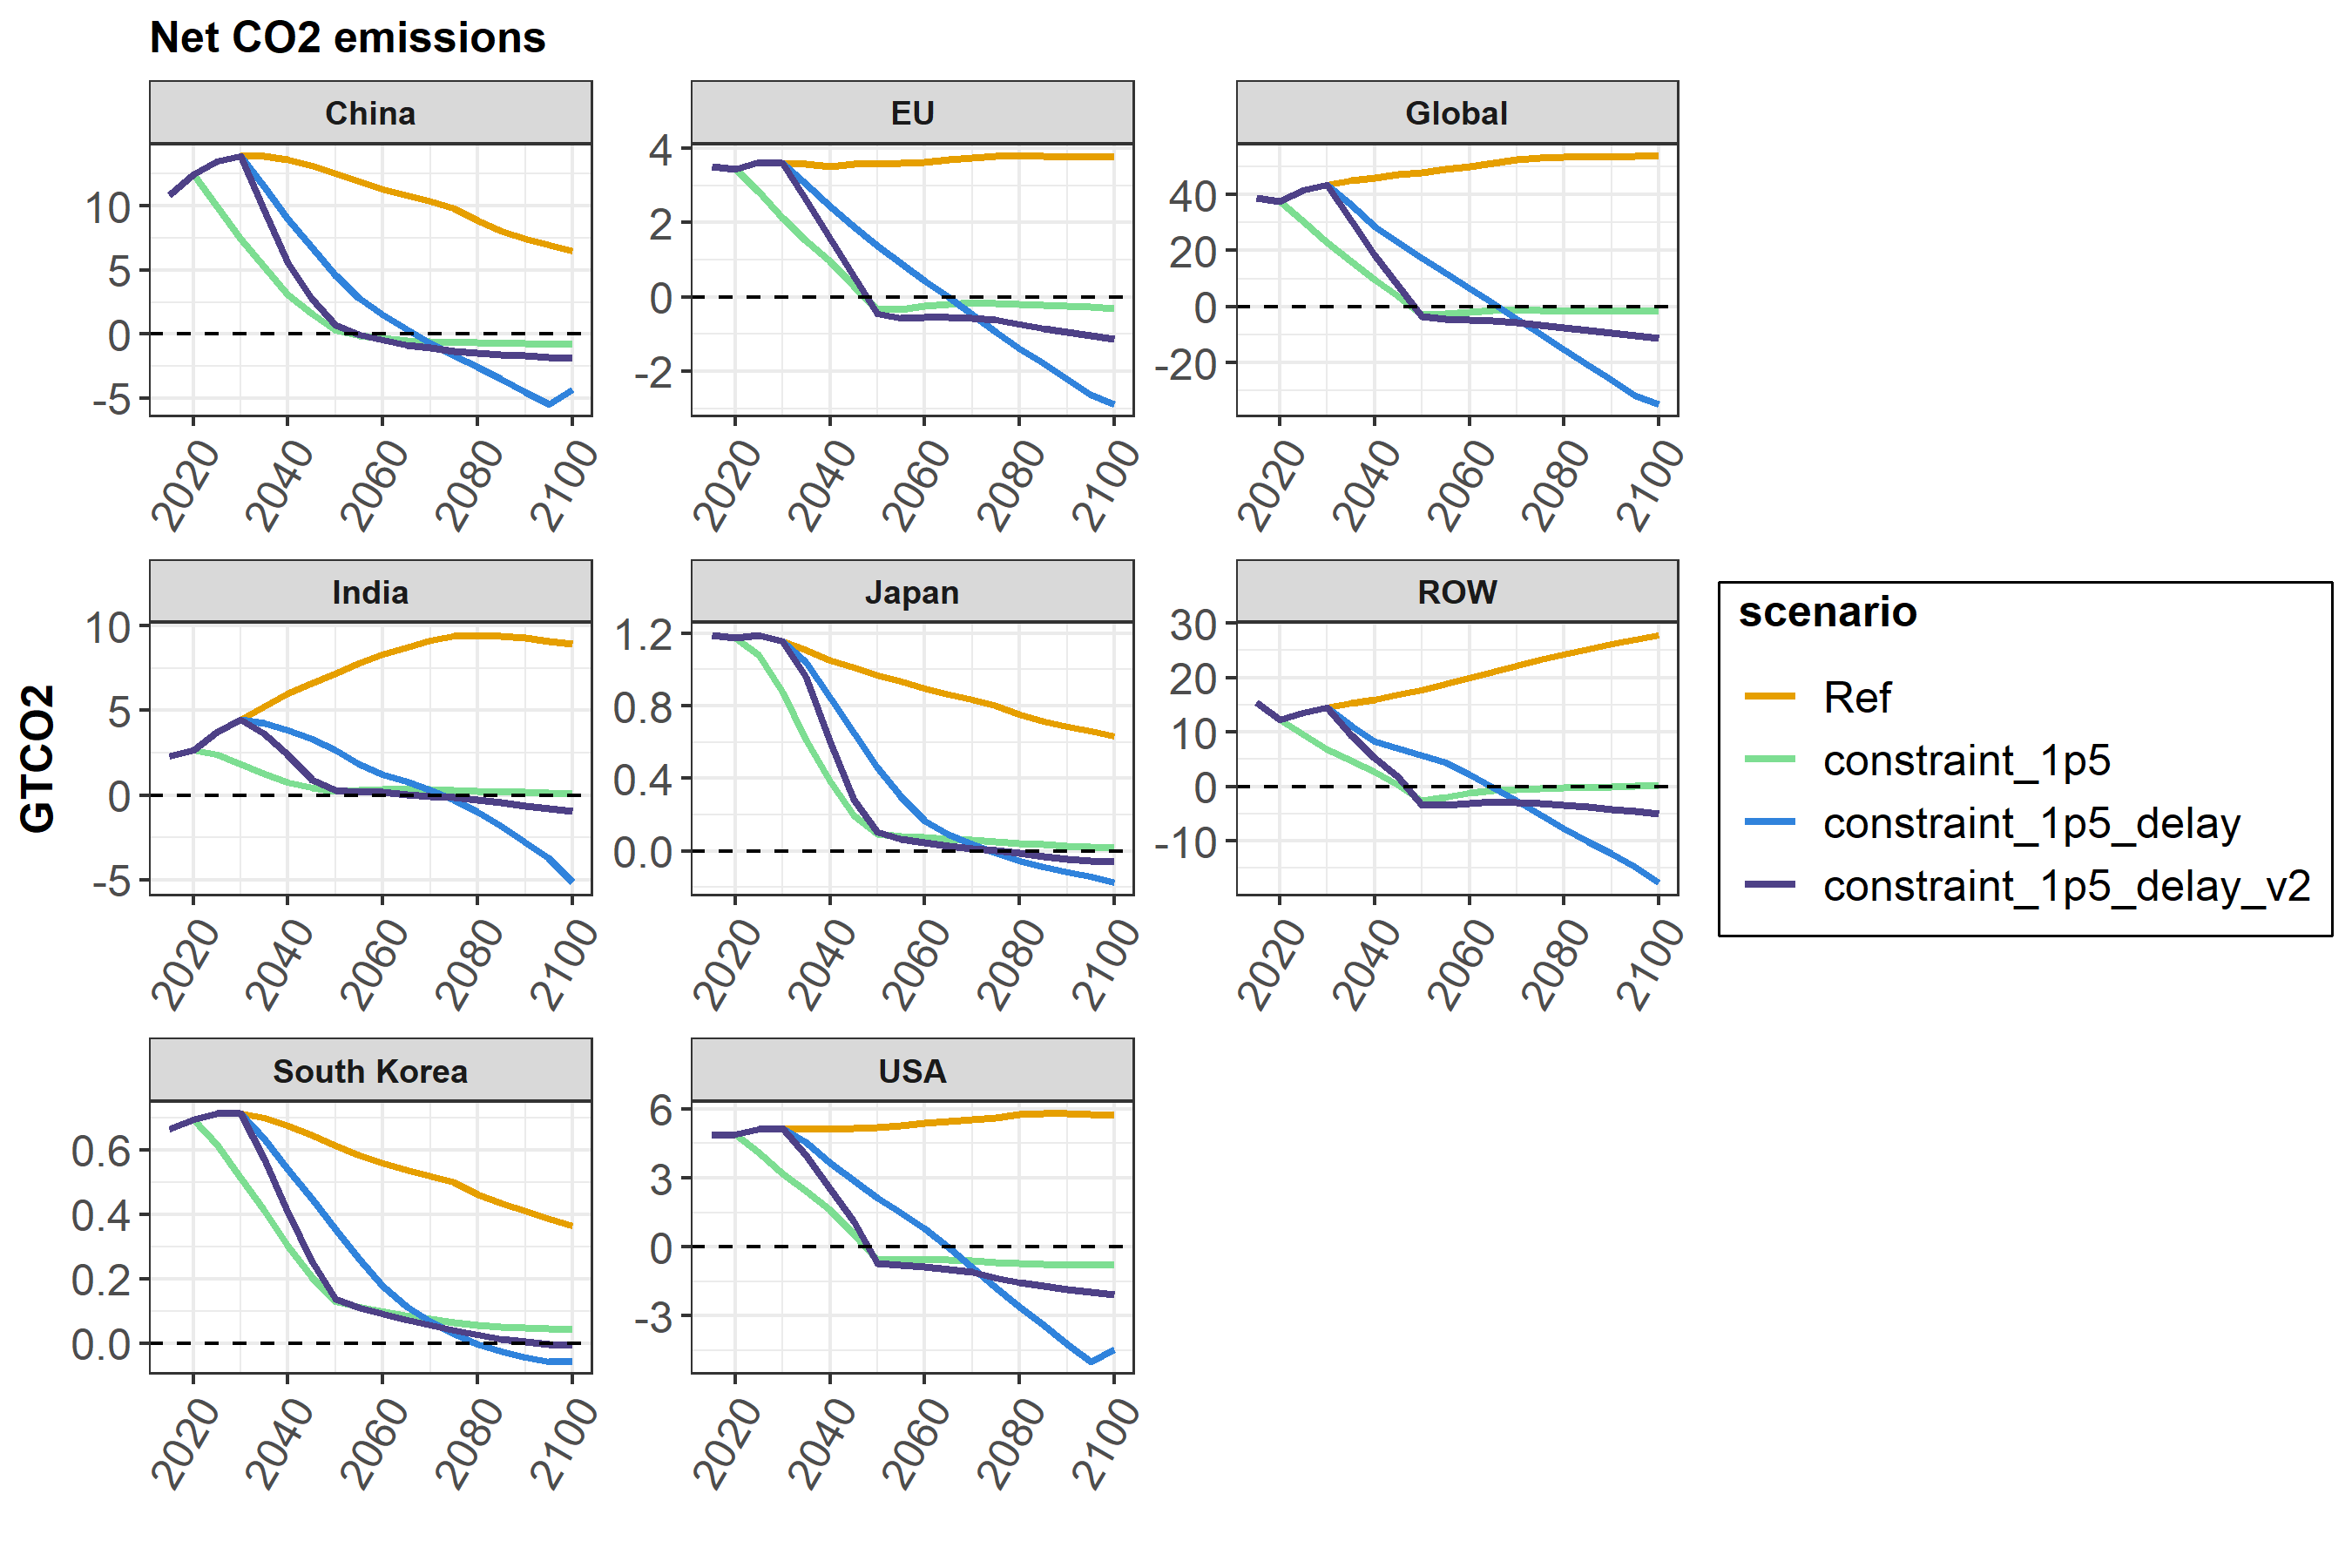 Net CO2 emissions
China
EU
Global
10
5
0
-5
4
2
0
-2
40
20
0
-20
2020 2040 2060 2080 2100
2020 2040 2060 2080 2100
2020 2040 2060 2080 2100
GTCO2
India
Japan
ROW
10
5
0
-5
1.2
0.8
0.4
0.0
30
20
10
0
-10
2020 2040 2060 2080 2100
2020 2040 2060 2080 2100
2020 2040 2060 2080 2100
scenario
Ref
constraint_1p5
constraint_1p5_delay
constraint_1p5_delay_v2
South Korea
USA
0.6
0.4
0.2
0.0
6
3
0
-3
2020 2040 2060 2080 2100
2020 2040 2060 2080 2100